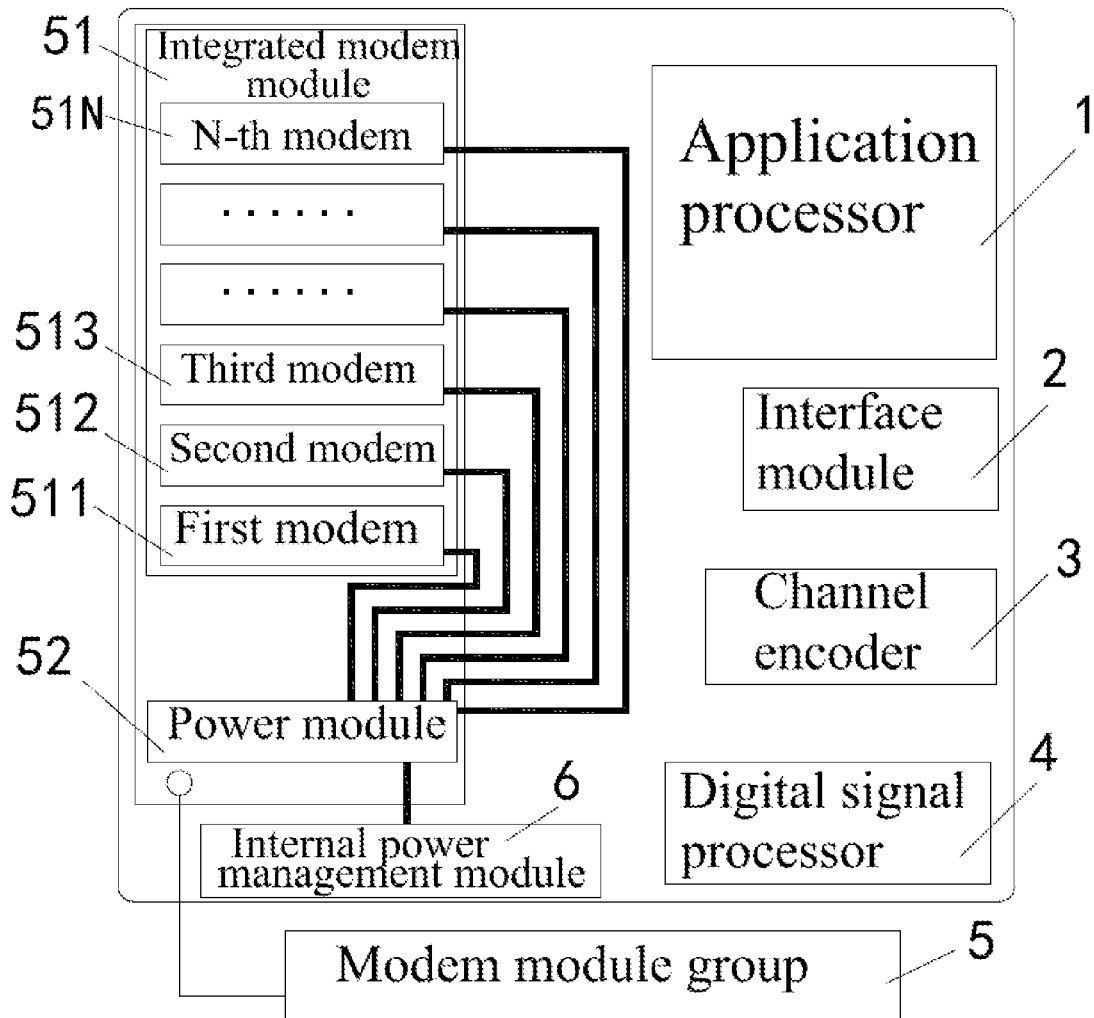 51
Integrated modem
module
51N
N-th modem
......
......
513
Third modem
512
Second modem
511
First modem
52
Power module
6
Internal power
management module
Application
processor
1
Interface
module
2
Channel
encoder
3
Digital signal
processor
4
Modem module group
5